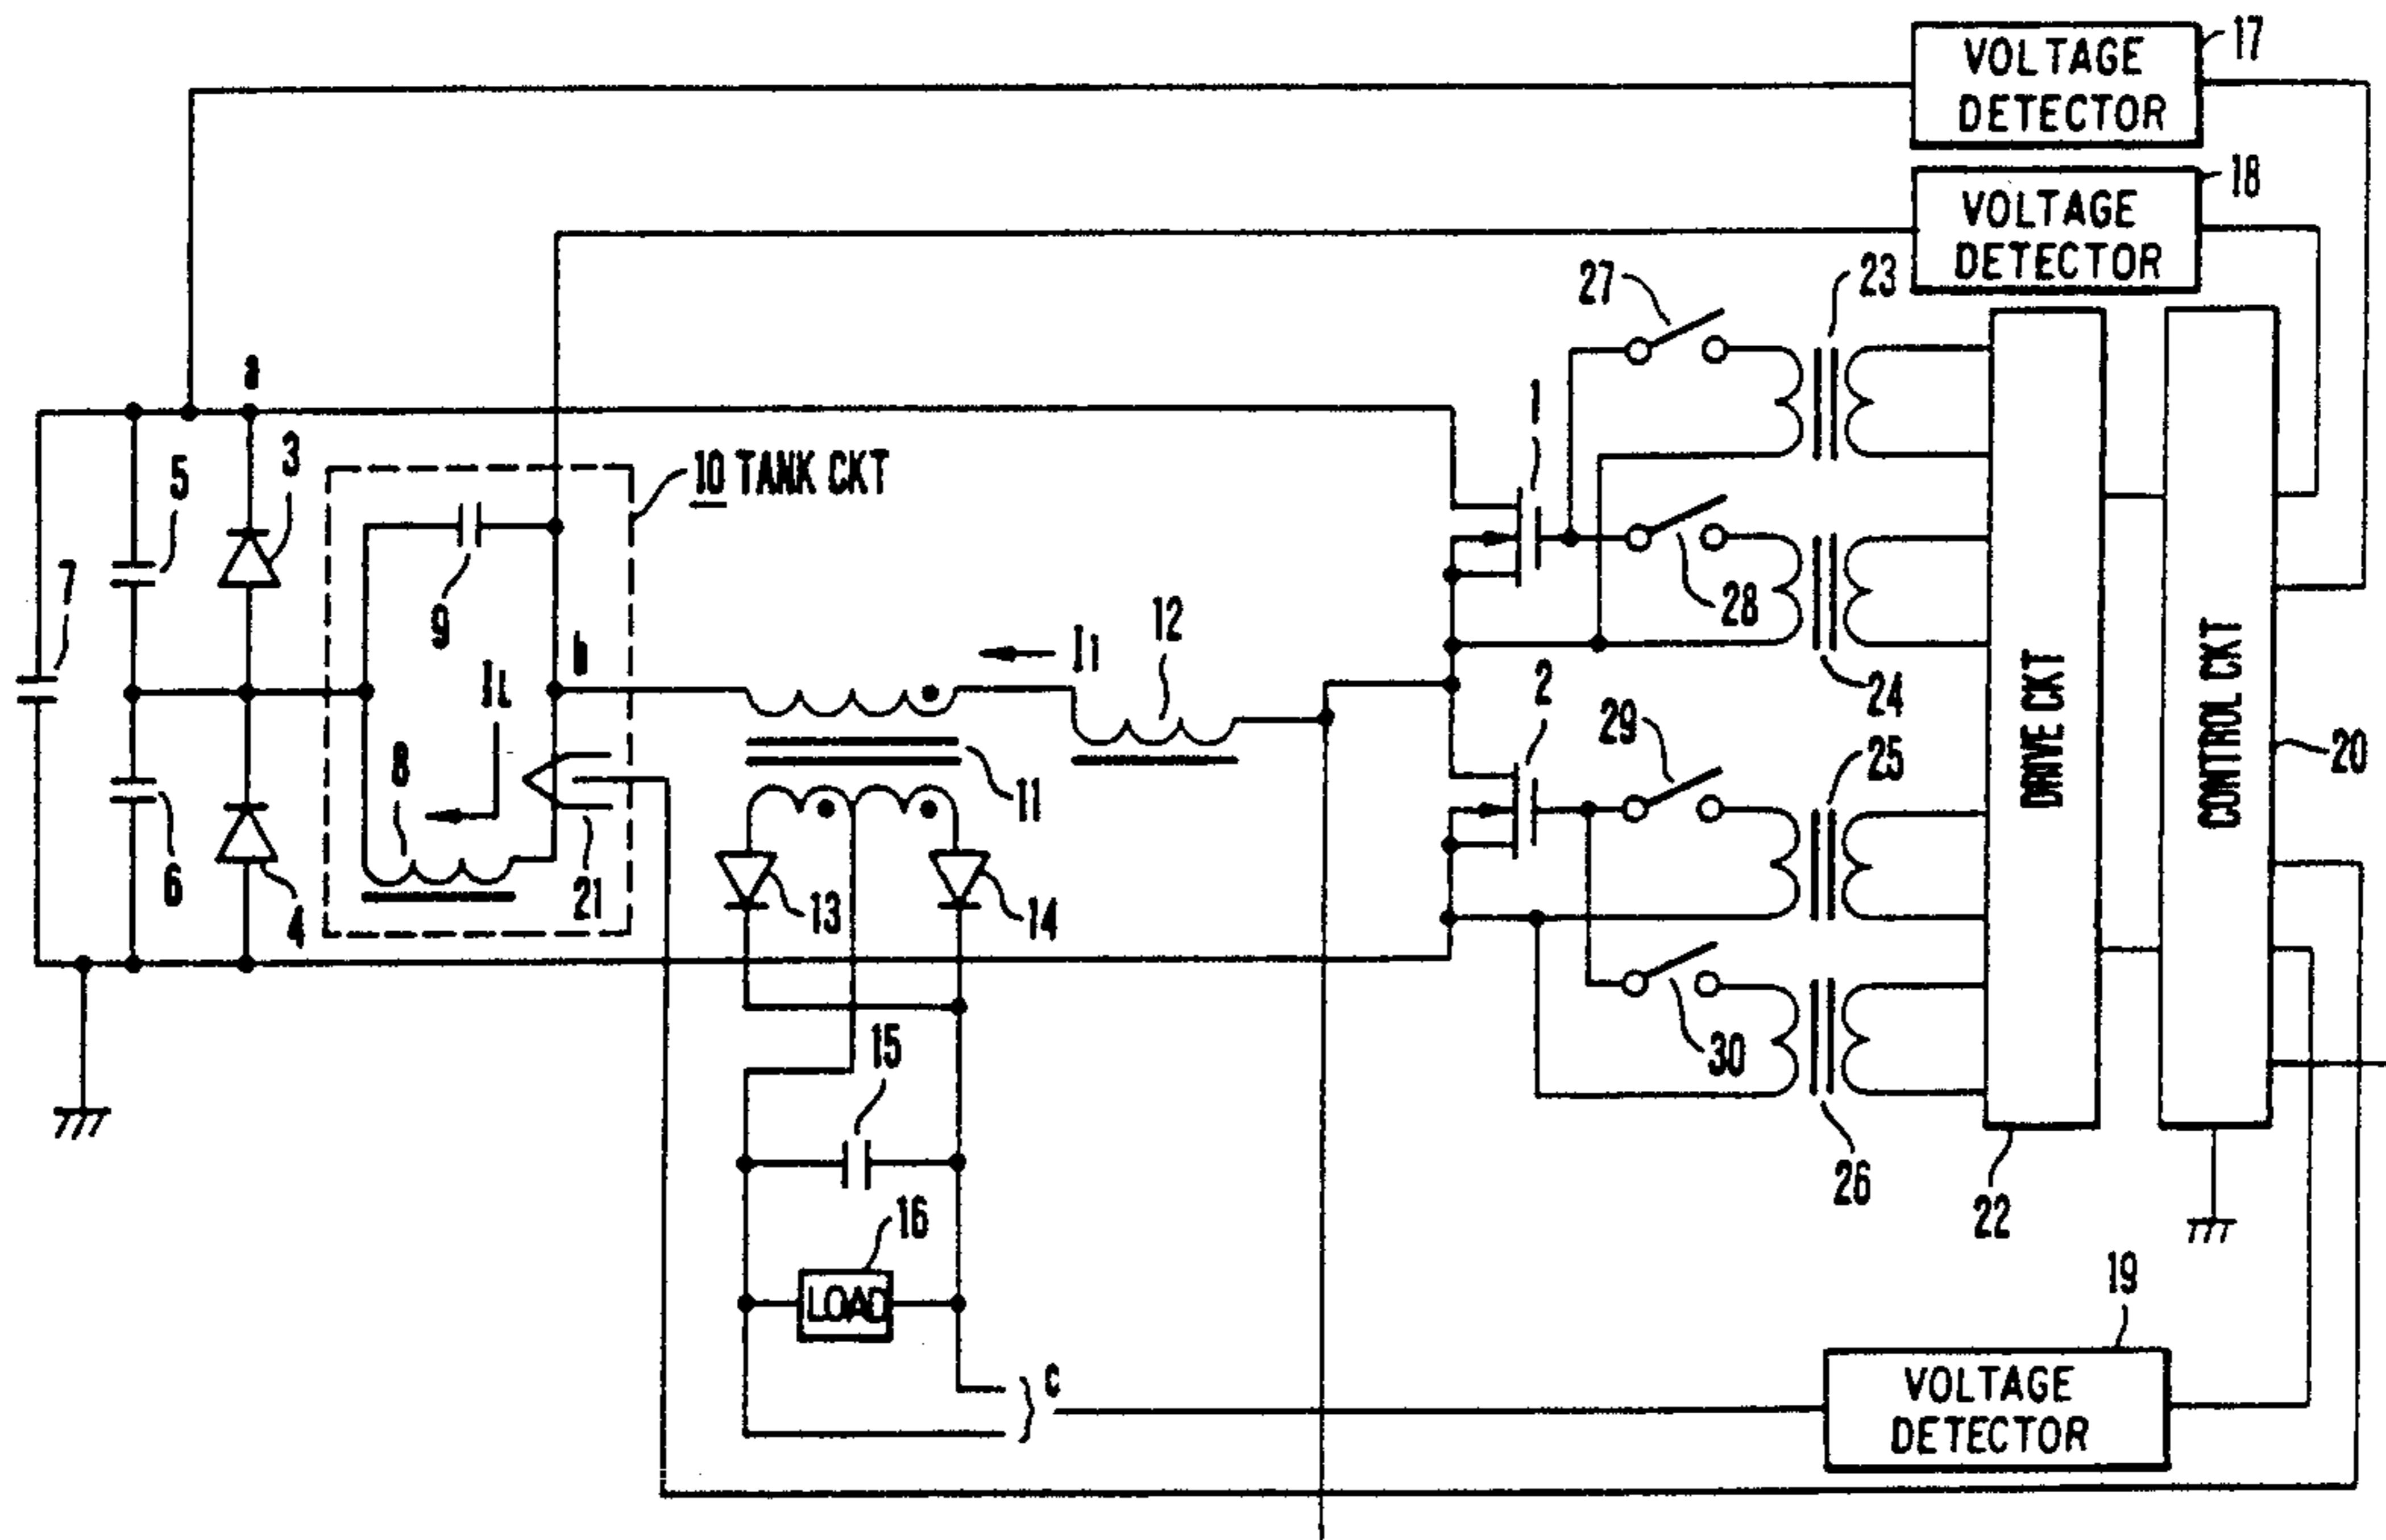 VOLTAGE
DETECTOR
17
VOLTAGE
DETECTOR
18
27
23
a
1
3
10 TANK CKT
5
7
9
28
12
I1
b
IL
24
2
29
25
DRIVE CKT
CONTROL CKT
20
8
11
6
4
21
13
14
15
30
26
22
16
LOAD
19
c
VOLTAGE
DETECTOR